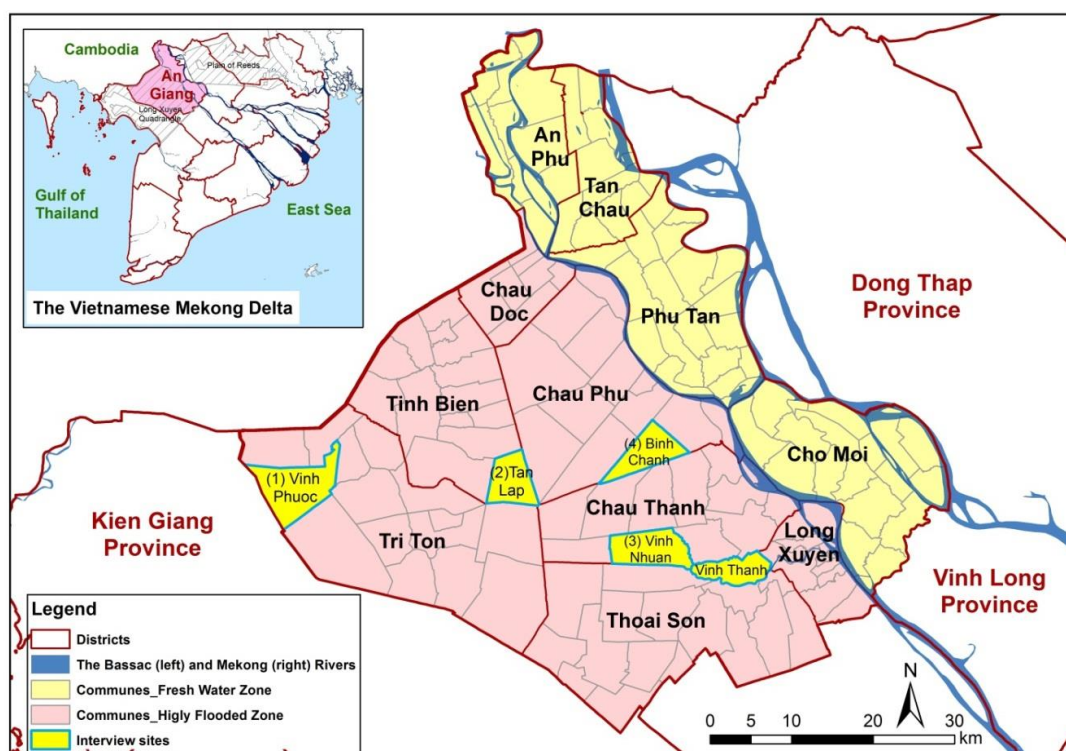 Cambodia
Plain of Reeds
An
Giang
Long Xuyen
Quadrangle
Gulf of
Thailand
East Sea
The Vietnamese Mekong Delta
An
Phu
Tan
Chau
Chau
Doc
Phu Tan
Dong Thap
Province
Tinh Bien
Chau Phu
Cho Moi
(4) Binh
Chanh
(1) Vinh
Phuoc
(2)Tan
Lap
Kien Giang
Province
Tri Ton
Chau Thanh
Long
Xuyen
(3) Vinh
Nhuan
Vinh Thanh
Vinh Long
Province
Thoai Son
Legend
Districts
The Bassac (left) and Mekong (right) Rivers
Communes_Fresh Water Zone
Communes_Higly Flooded Zone
Interview sites
N
0 5 10 20 30
km